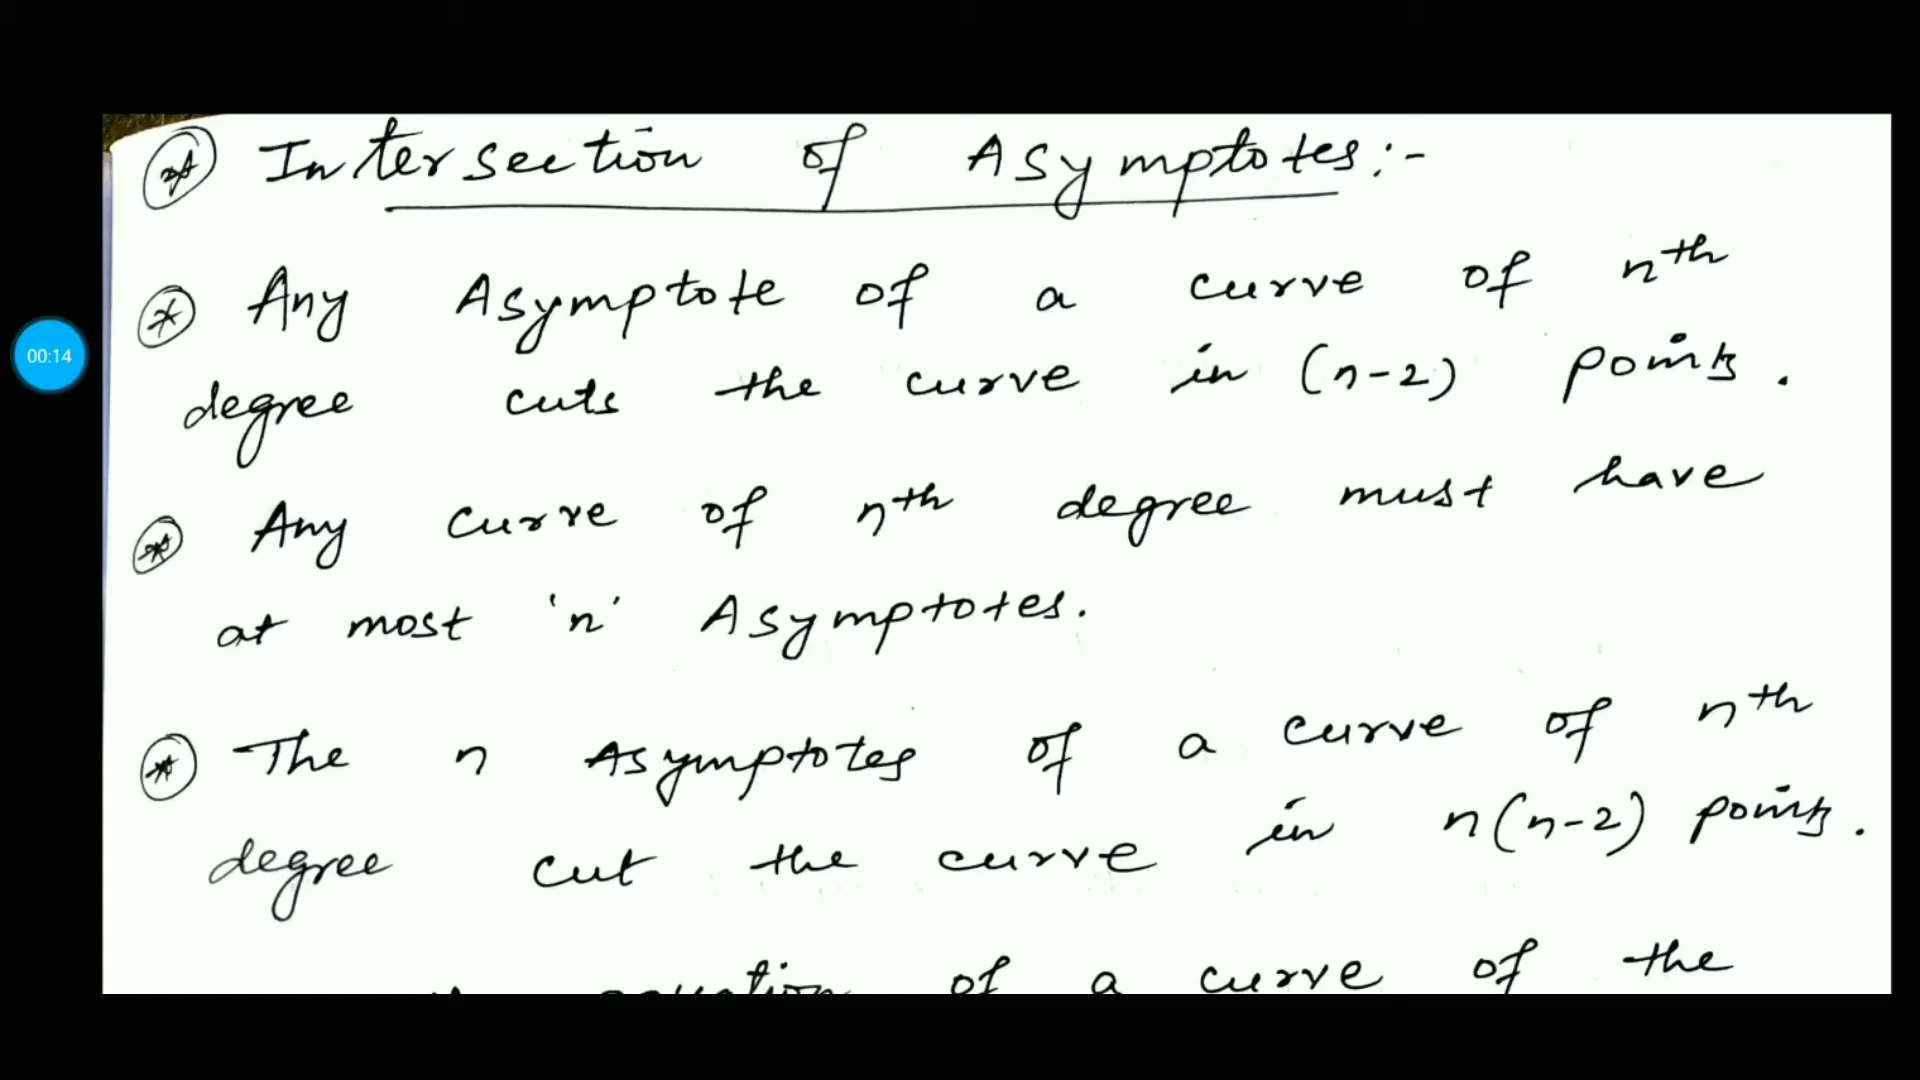 Intersection of Asymptotes:-
Any Asymptote of a curve of nth
degree cuts the curve in (n-2) points.
00:14
Any curve of nth degree must have
at most 'n' Asymptotes.
The n Asymptotes of a curve of nth
degree cut the curve in n(n-2) points.
equation of a curve of the